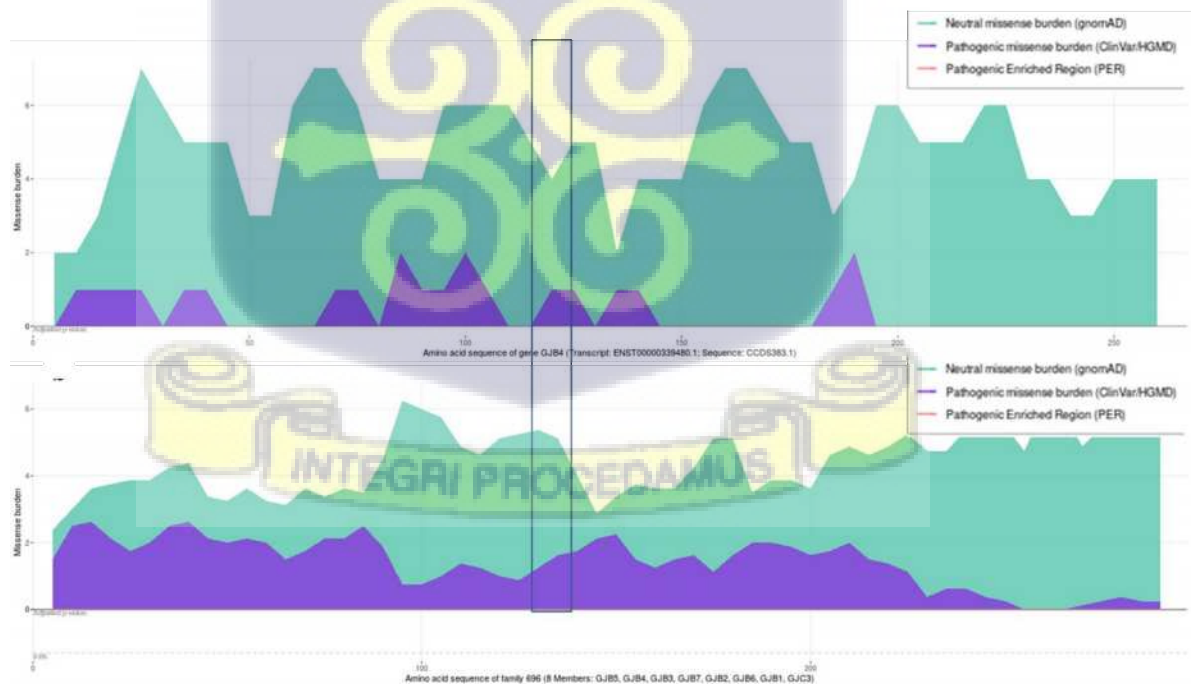 Neutral missense burden (gnomAD)
Pathogenic missense burden (ClinVar/HGMD)
Pathogenic Enriched Region (PER)
6
4
2
0
Missense burden
0 50 100 150 200 250
Amino acid sequence of gene GJB4 (Transcript: ENST00000339480.1; Sequence: CCDS383.1)
Neutral missense burden (gnomAD)
Pathogenic missense burden (ClinVar/HGMD)
Pathogenic Enriched Region (PER)
6
4
2
0
Missense burden
INTEGRI PROCEDAMUS
0 100 200
Amino acid sequence of family 696 (8 Members: GJB5, GJB4, GJB3, GJB7, GJB2, GJB6, GJB1, GJC3)